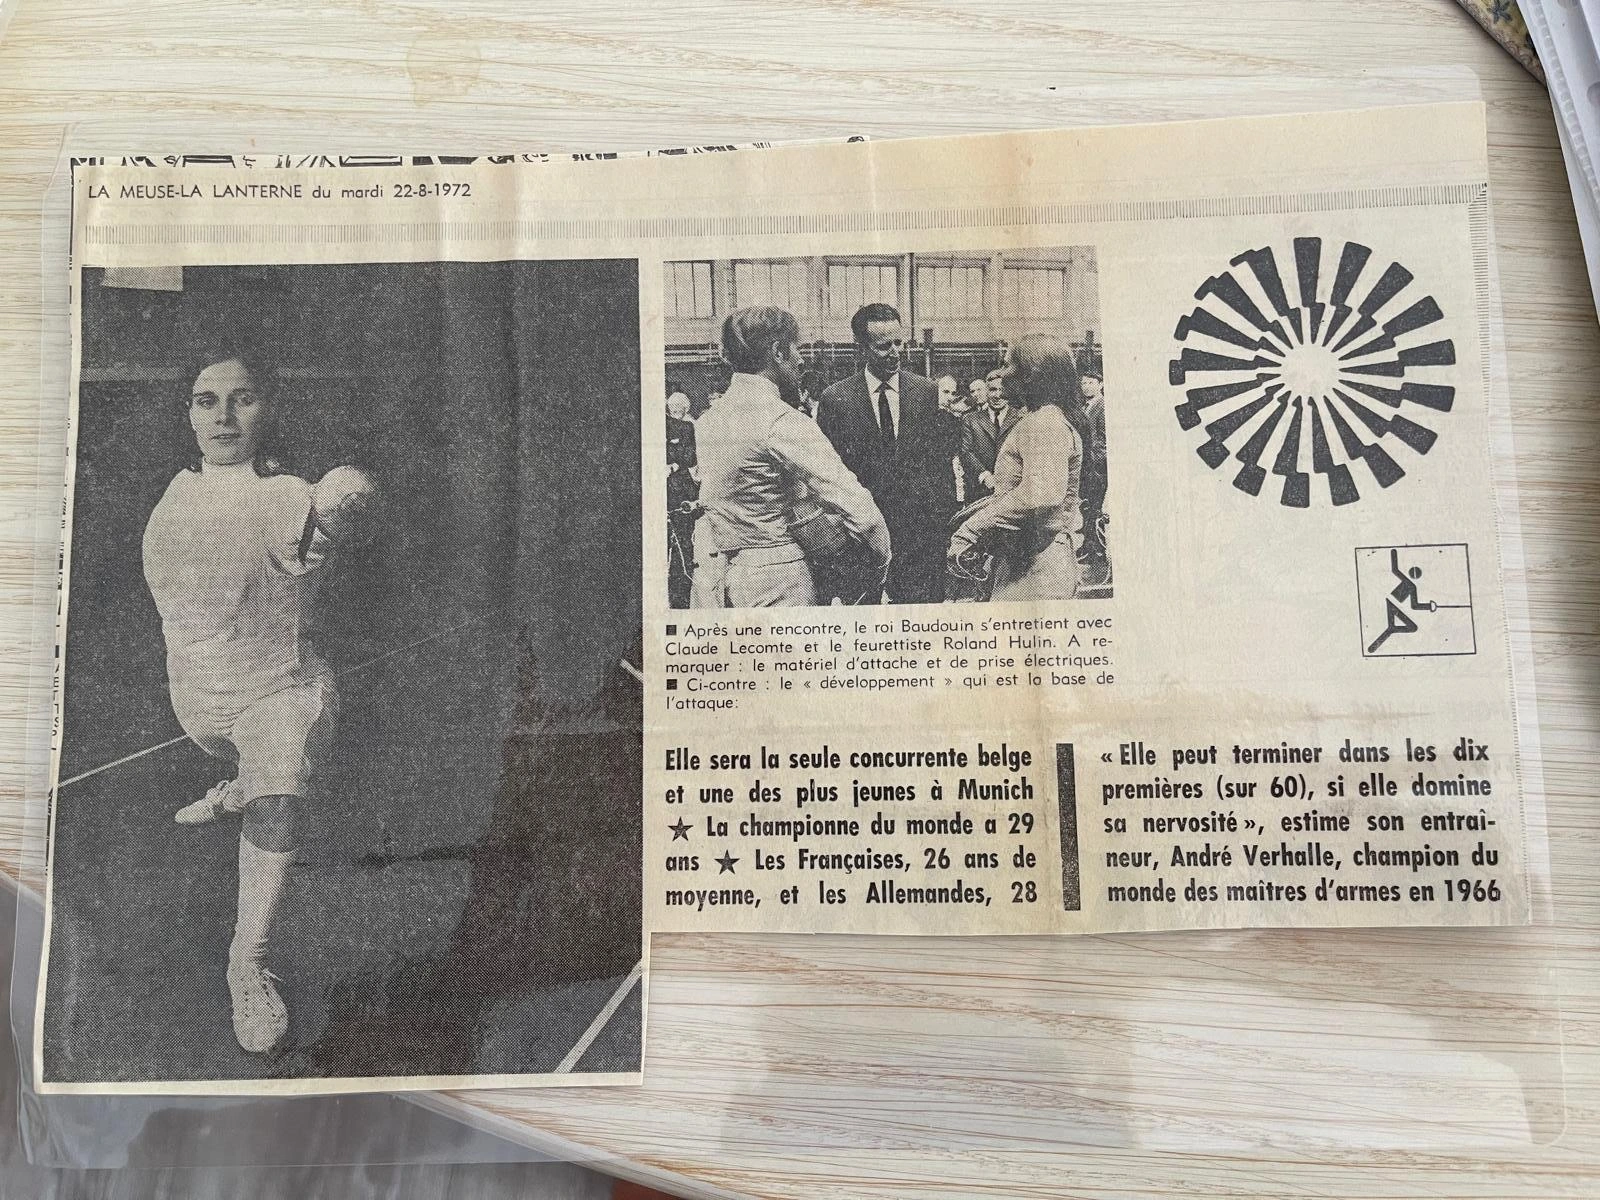 LA MEUSE-LA LANTERNE du mardi 22-8-1972
■ Après une rencontre, le roi Baudouin s'entretient avec
Claude Lecomte et le feurettiste Roland Hulin. A re-
marquer : le matériel d'attache et de prise électriques.
■ Ci-contre : le « développement » qui est la base de
l'attaque:
Elle sera la seule concurrente belge
et une des plus jeunes à Munich
★ La championne du monde a 29
ans ★ Les Françaises, 26 ans de
moyenne, et les Allemandes, 28
« Elle peut terminer dans les dix
premières (sur 60), si elle domine
sa nervosité », estime son entraî-
neur, André Verhalle, champion du
monde des maîtres d'armes en 1966